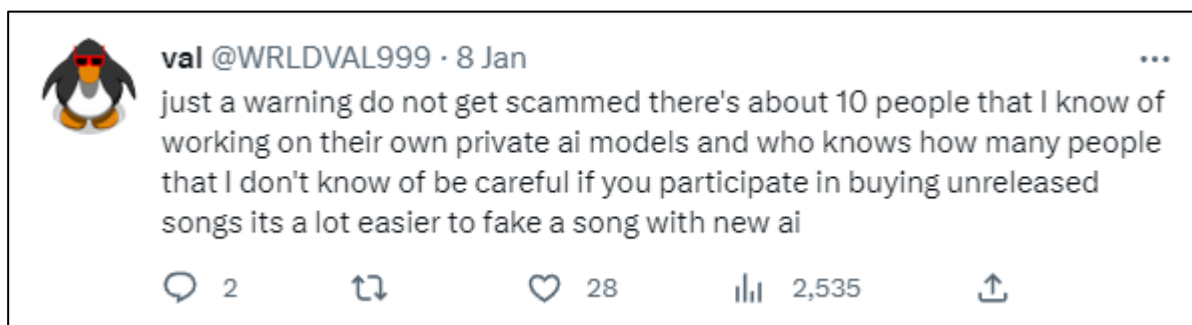 val @WRLDVAL999 · 8 Jan
just a warning do not get scammed there's about 10 people that I know of
working on their own private ai models and who knows how many people
that I don't know of be careful if you participate in buying unreleased
songs its a lot easier to fake a song with new ai
2 28 2,535